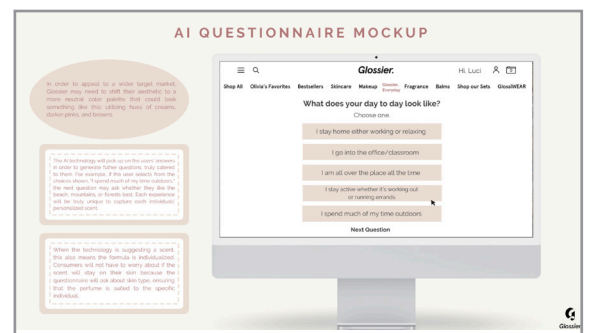 AI QUESTIONNAIRE MOCKUP
In order to appeal to a wider target market,
Glossier may need to shift their aesthetic to a
more neutral color palette that could look
something like this utilizing hues of creams,
darker pinks, and browns.
The AI technology will pick up on the users' answers
in order to generate futher questions, truly catered
to them. For example, if the user selects from the
choices shown, "I spend much of my time outdoors,"
the next question may ask whether they like the
beach, mountains, or forests best. Each experience
will be truly unique to capture each individuals'
personalized scent.
When the technology is suggesting a scent,
this also means the formula is individualized.
Consumers will not have to worry about if the
scent will stay on their skin because the
questionnaire will ask about skin type, ensuring
that the perfume is suited to the specific
individual.
Glossier.
Hi, Luci
Shop All Olivia's Favorites Bestsellers Skincare Makeup Glossier. Everyday Fragrance Balms Shop our Sets GlossiWEAR
What does your day to day look like?
Choose one.
I stay home either working or relaxing
I go into the office/classroom
I am all over the place all the time
I stay active whether it's working out
or running errands
I spend much of my time outdoors
Next Question
G
Glossier